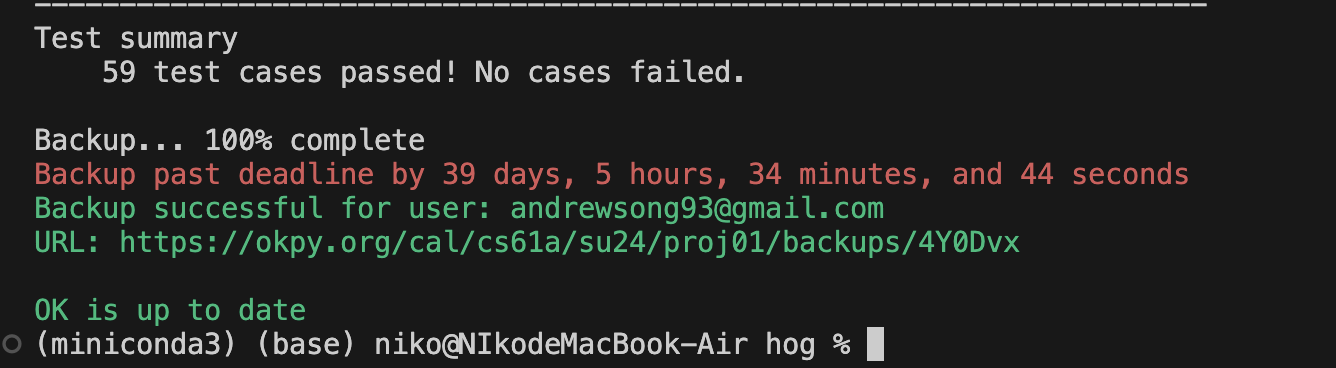 ---------------------------------------------------------------------
Test summary
    59 test cases passed! No cases failed.
Backup... 100% complete
Backup past deadline by 39 days, 5 hours, 34 minutes, and 44 seconds
Backup successful for user: andrewsong93@gmail.com
URL: https://okpy.org/cal/cs61a/su24/proj01/backups/4Y0Dvx
OK is up to date
(miniconda3) (base) niko@NIkodeMacBook-Air hog %